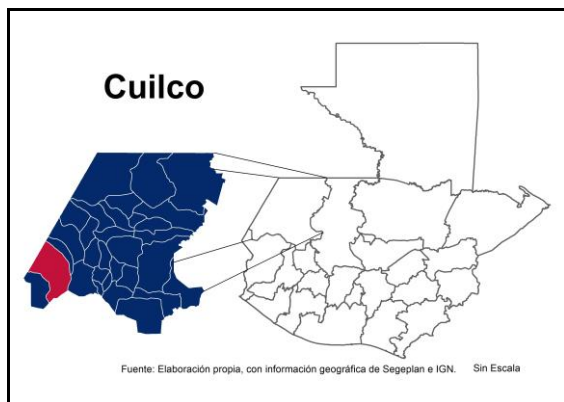 Cuilco
Fuente: Elaboración propia, con información geográfica de Segeplan e IGN. Sin Escala